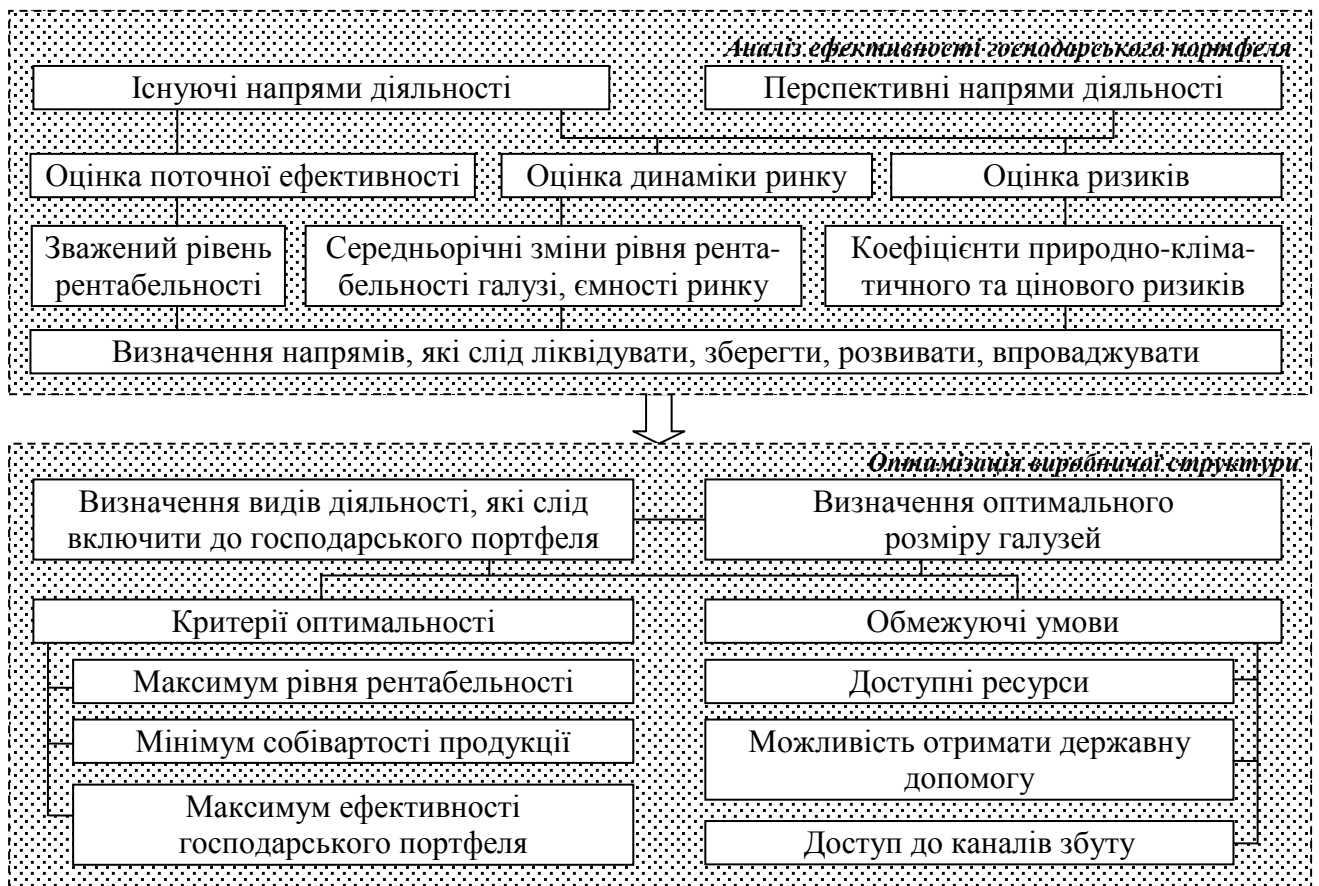 Аналіз ефективності господарського портфеля
Існуючі напрями діяльності
Перспективні напрями діяльності
Оцінка поточної ефективності
Оцінка динаміки ринку
Оцінка ризиків
Зважений рівень
рентабельності
Середньорічні зміни рівня рента-
бельності галузі, ємності ринку
Коефіцієнти природно-кліма-
тичного та цінового ризиків
Визначення напрямів, які слід ліквідувати, зберегти, розвивати, впроваджувати
Оптимізація виробничої структури
Визначення видів діяльності, які слід
включити до господарського портфеля
Визначення оптимального
розміру галузей
Критерії оптимальності
Обмежуючі умови
Максимум рівня рентабельності
Доступні ресурси
Мінімум собівартості продукції
Можливість отримати державну
допомогу
Максимум ефективності
господарського портфеля
Доступ до каналів збуту